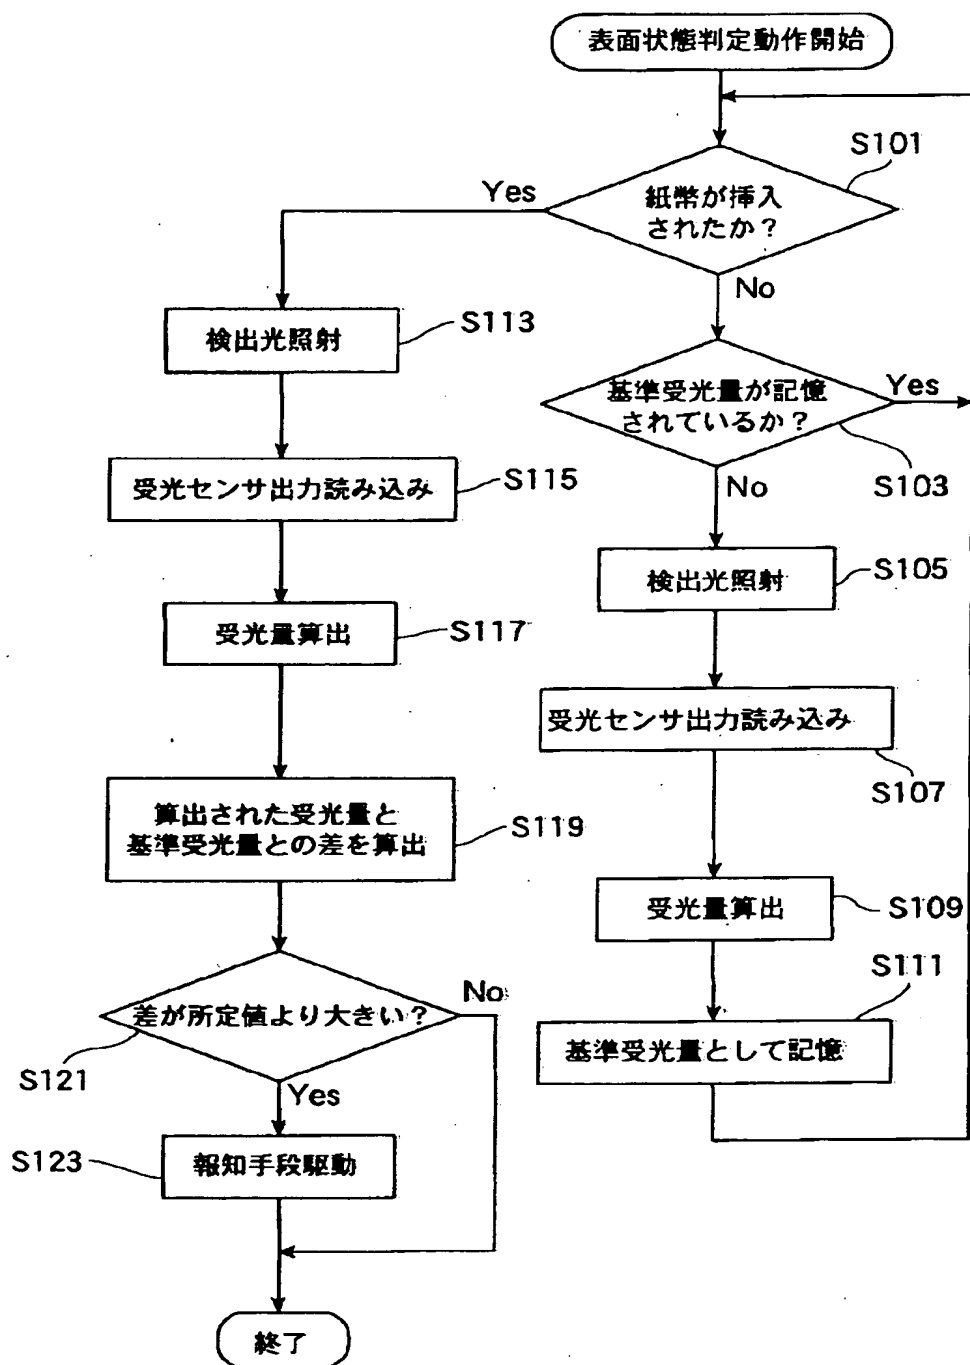 表面状態判定動作開始
S101
紙幣が挿入
されたか？
Yes
No
S113
検出光照射
基準受光量が記憶
されているか？
Yes
S103
No
受光センサ出力読み込み
S115
検出光照射
S105
受光量算出
S117
受光センサ出力読み込み
S107
算出された受光量と
基準受光量との差を算出
S119
受光量算出
S109
S111
基準受光量として記憶
差が所定値より大きい？
No
S121
Yes
S123
報知手段駆動
終了